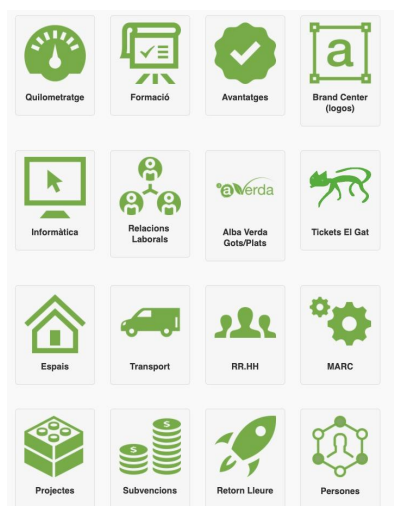 Quilometratge
Formació
Avantatges
a
Brand Center
(logos)
Informàtica
Relacions
Laborals
aVerda
Alba Verda
Gots/Plats
Tickets El Gat
Espais
Transport
RR.HH
MARC
Projectes
$
$
Subvencions
Retorn Lleure
Persones